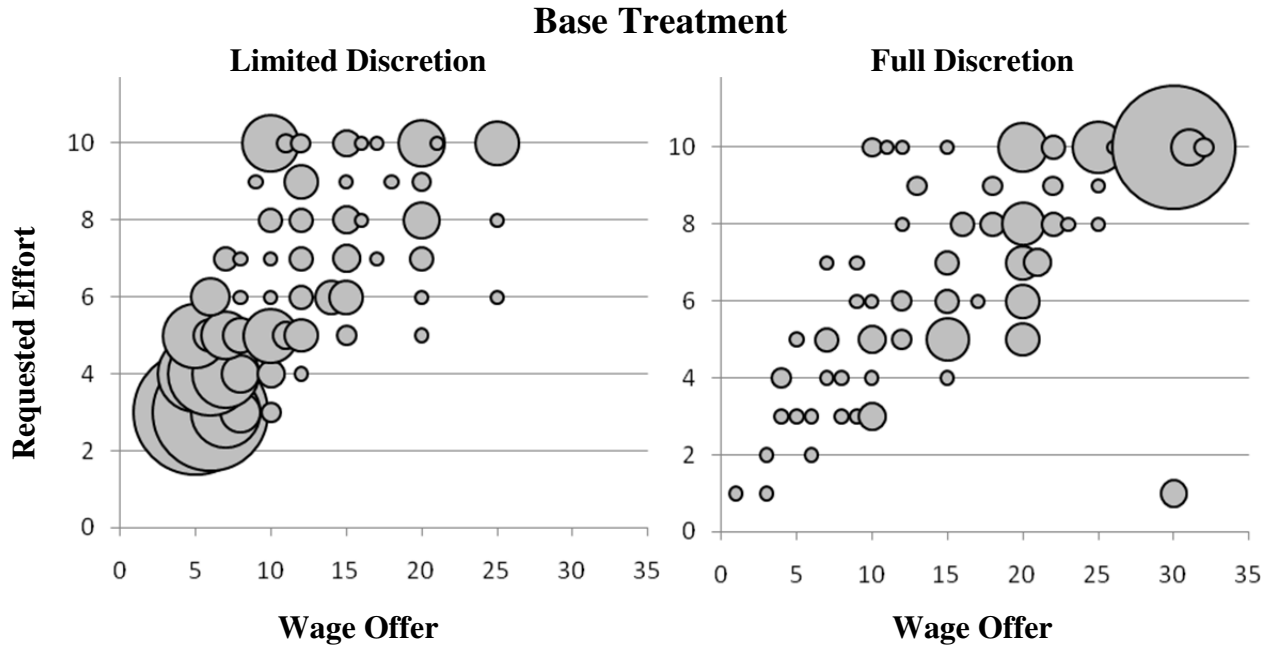 Base Treatment
Limited Discretion
Full Discretion
Requested Effort
10
8
6
4
2
0
0 5 10 15 20 25 30 35
Wage Offer
10
8
6
4
2
0
0 5 10 15 20 25 30 35
Wage Offer